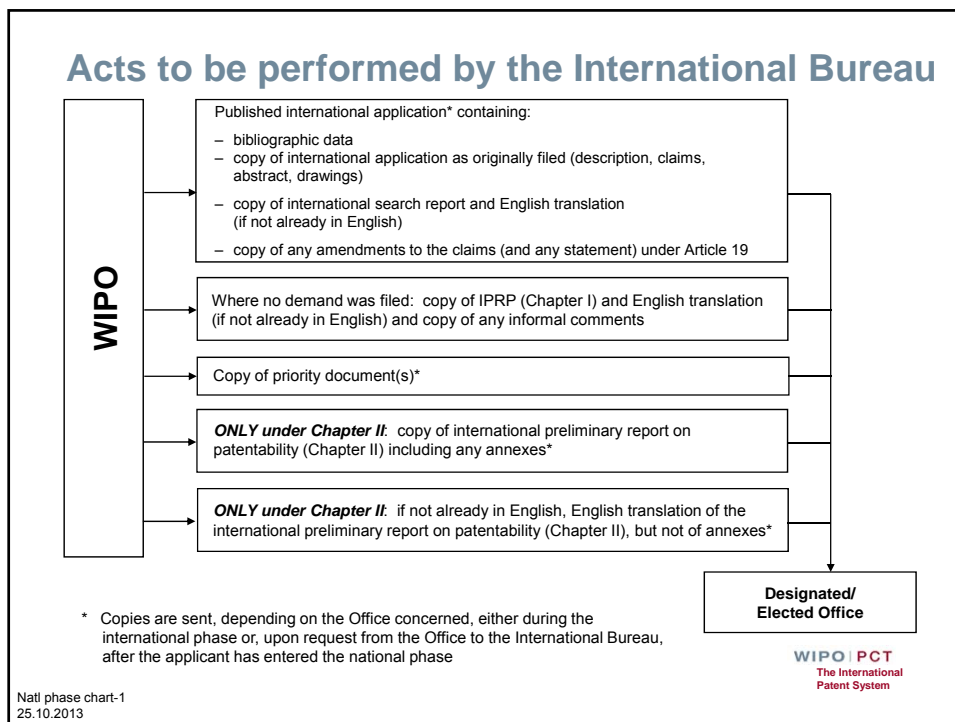 Acts to be performed by the International Bureau
WIPO
Published international application* containing:
– bibliographic data
– copy of international application as originally filed (description, claims,
abstract, drawings)
– copy of international search report and English translation
(if not already in English)
– copy of any amendments to the claims (and any statement) under Article 19
Where no demand was filed: copy of IPRP (Chapter I) and English translation
(if not already in English) and copy of any informal comments
Copy of priority document(s)*
ONLY under Chapter II: copy of international preliminary report on
patentability (Chapter II) including any annexes*
ONLY under Chapter II: if not already in English, English translation of the
international preliminary report on patentability (Chapter II), but not of annexes*
Designated/
Elected Office
* Copies are sent, depending on the Office concerned, either during the
international phase or, upon request from the Office to the International Bureau,
after the applicant has entered the national phase
WIPO|PCT
The International
Patent System
Natl phase chart-1
25.10.2013